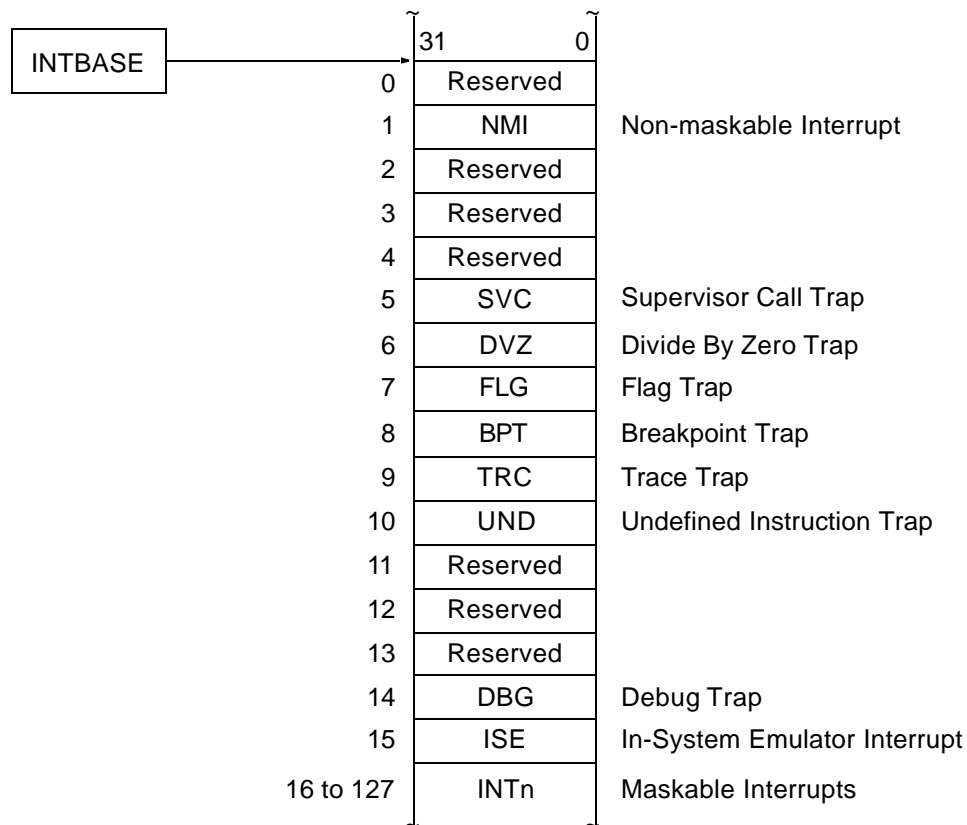 31 0
INTBASE
0 Reserved
1 NMI Non-maskable Interrupt
2 Reserved
3 Reserved
4 Reserved
5 SVC Supervisor Call Trap
6 DVZ Divide By Zero Trap
7 FLG Flag Trap
8 BPT Breakpoint Trap
9 TRC Trace Trap
10 UND Undefined Instruction Trap
11 Reserved
12 Reserved
13 Reserved
14 DBG Debug Trap
15 ISE In-System Emulator Interrupt
16 to 127 INTn Maskable Interrupts